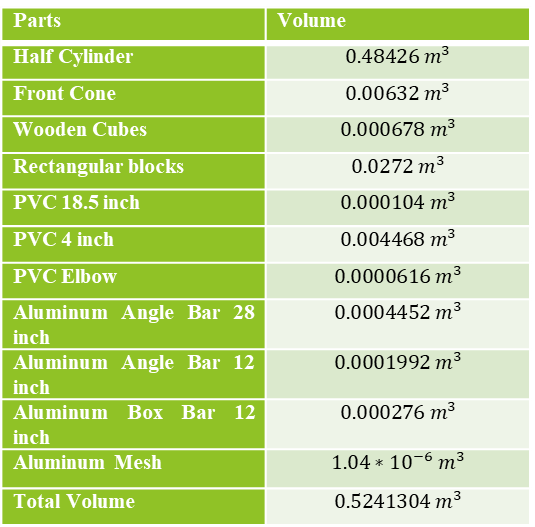 Parts Volume
Half Cylinder 0.48426 m³
Front Cone 0.00632 m³
Wooden Cubes 0.000678 m³
Rectangular blocks 0.0272 m³
PVC 18.5 inch 0.000104 m³
PVC 4 inch 0.004468 m³
PVC Elbow 0.0000616 m³
Aluminum Angle Bar 28 0.0004452 m³
inch
Aluminum Angle Bar 12 0.0001992 m³
inch
Aluminum Box Bar 12 0.000276 m³
inch
Aluminum Mesh 1.04 * 10⁻⁶ m³
Total Volume 0.5241304 m³